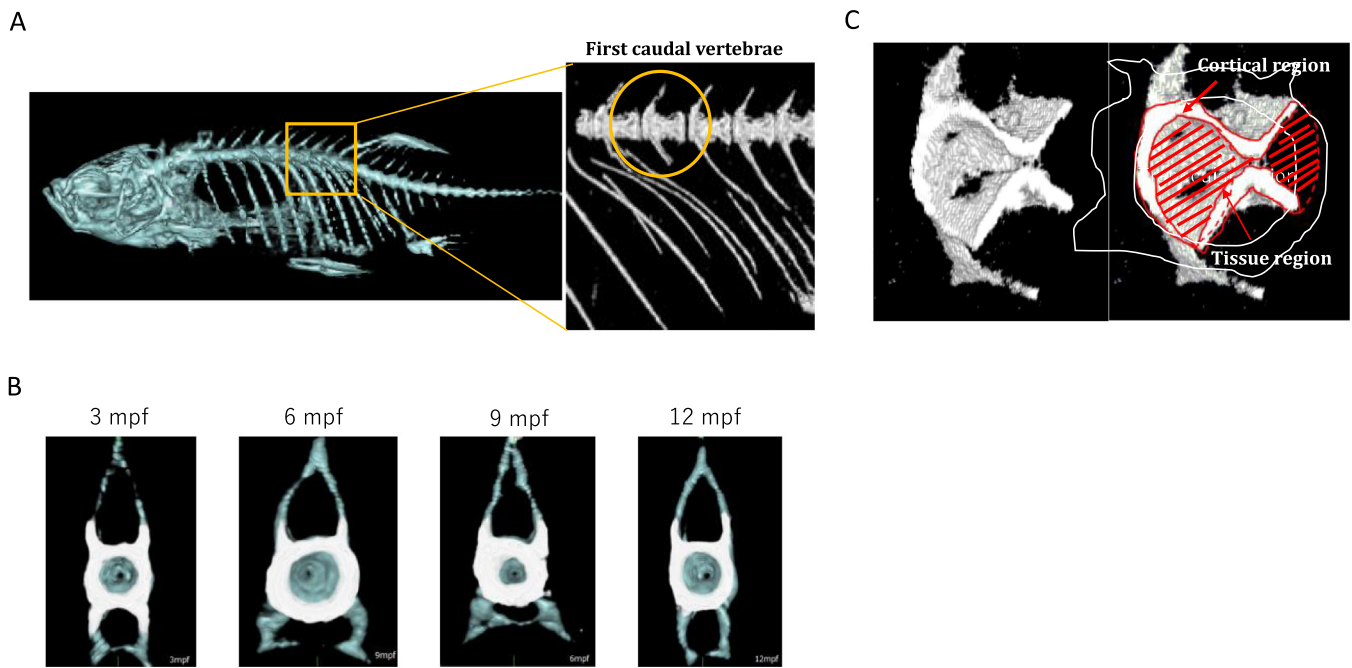 A
First caudal vertebrae
C
Cortical region
Tissue region
B
3 mpf
6 mpf
9 mpf
12 mpf
3mpf
9mpf
6mpf
12mpf